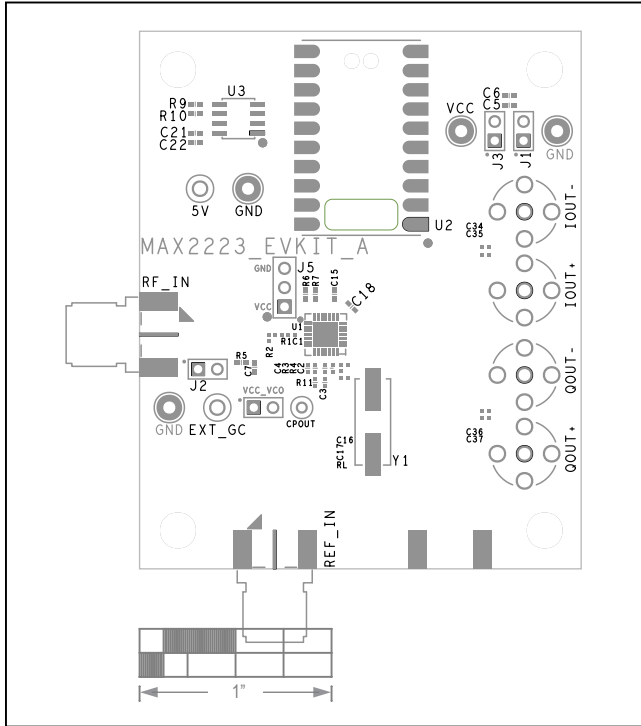 U3
R9
R10
C21
C22
5V
GND
C6
C5
VCC
J3
J1
GND
U2
IOUT-
C34
C35
MAX2223_EVKIT_A
RF_IN
GND
J5
VCC
R6
R7
C15
C18
IOUT+
U1
R2
R1
C1
J2
R5
C7
C4
R3
R4
C2
R11
C3
QOUT-
GND
EXT_GC
VCC_VCO
CPOUT
C16
C17
RL
Y1
C36
C37
QOUT+
REF_IN
1"